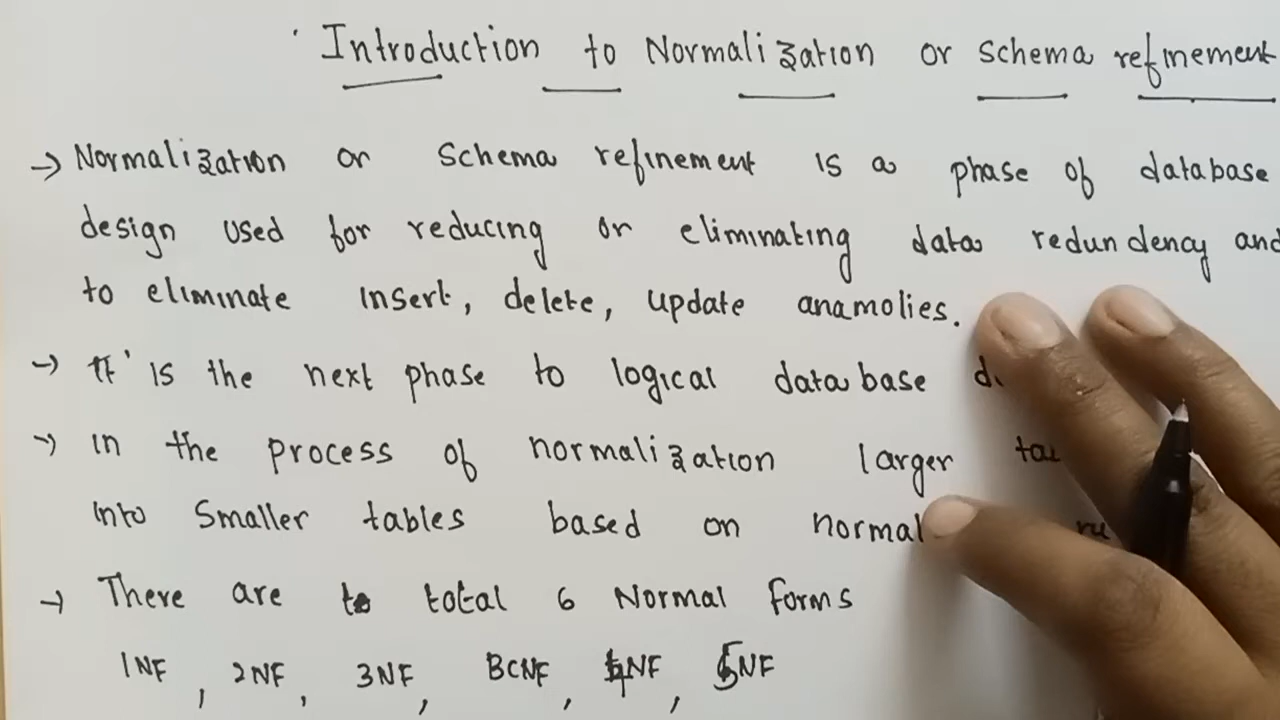 Introduction to Normalization or schema refinement
→ Normalization or schema refinement is a phase of database
design used for reducing or eliminating data redundency and
to eliminate insert, delete, update anamolies.
→ It is the next phase to logical database
→ in the process of normalization larger
into smaller tables based on normal
→ There are to total 6 Normal forms
1NF, 2NF, 3NF, BCNF, 4NF, 5NF